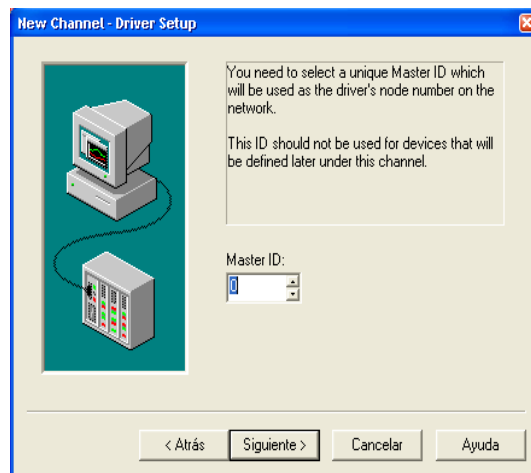 New Channel - Driver Setup
You need to select a unique Master ID which
will be used as the driver's node number on the
network.
This ID should not be used for devices that will
be defined later under this channel.
Master ID:
0
< Atrás
Siguiente >
Cancelar
Ayuda